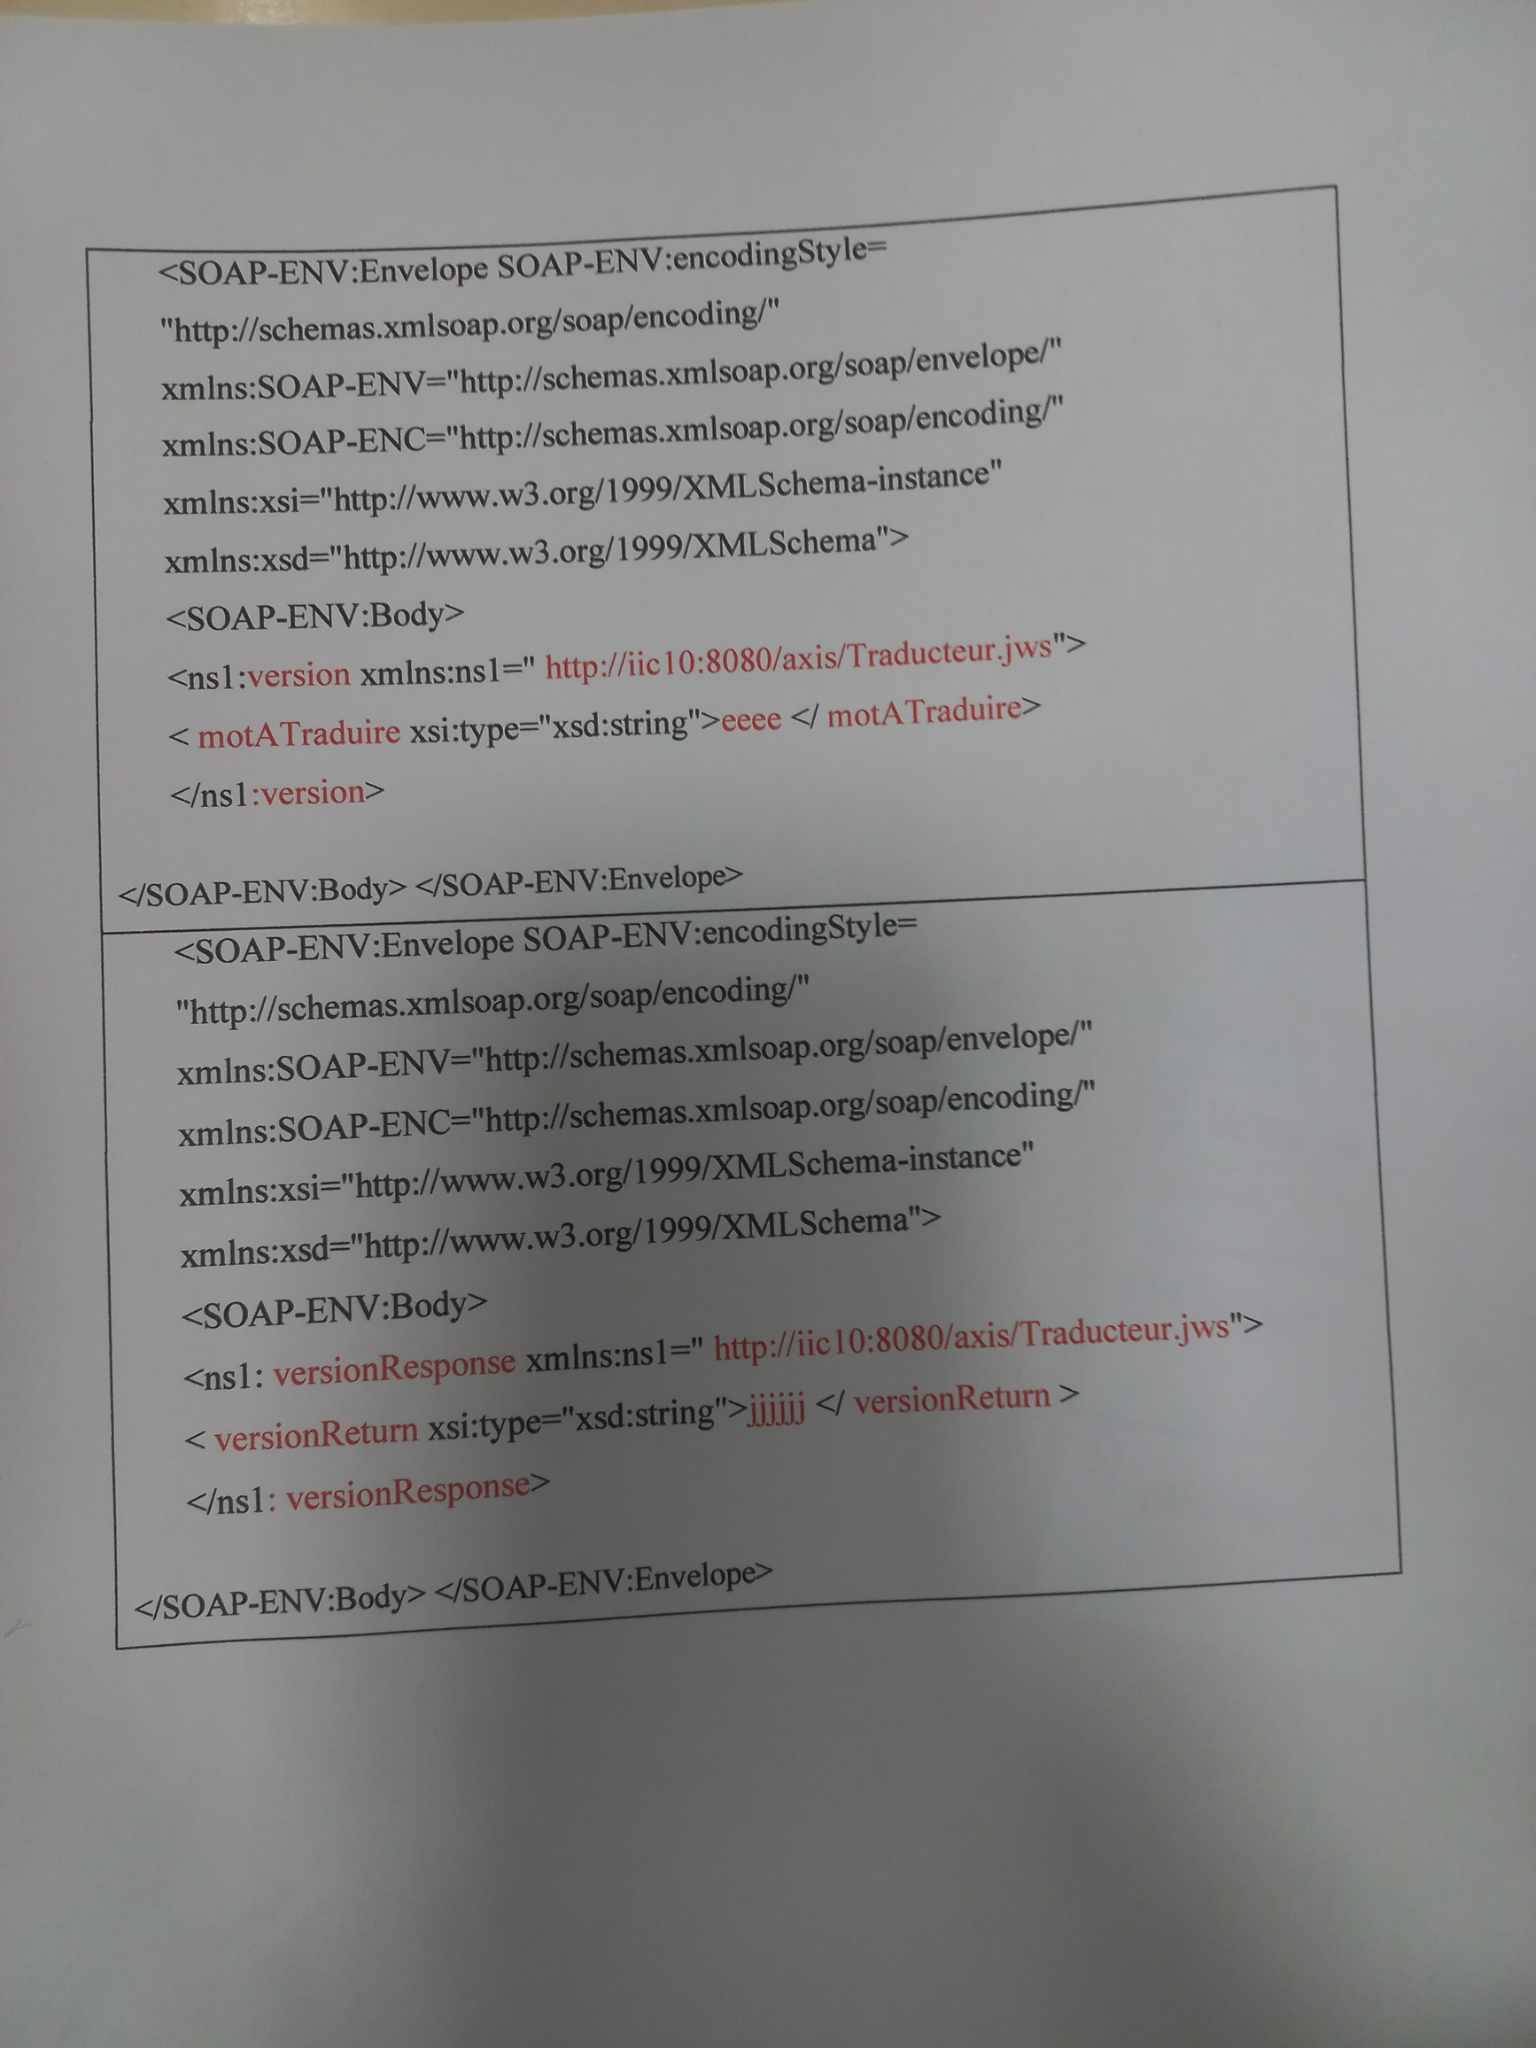 <SOAP-ENV:Envelope SOAP-ENV:encodingStyle=
"http://schemas.xmlsoap.org/soap/encoding/"
xmlns:SOAP-ENV="http://schemas.xmlsoap.org/soap/envelope/"
xmlns:SOAP-ENC="http://schemas.xmlsoap.org/soap/encoding/"
xmlns:xsi="http://www.w3.org/1999/XMLSchema-instance"
xmlns:xsd="http://www.w3.org/1999/XMLSchema">
<SOAP-ENV:Body>
<ns1:version xmlns:ns1=" http://iic10:8080/axis/Traducteur.jws">
< motATraduire xsi:type="xsd:string">eeee </ motATraduire>
</ns1:version>
</SOAP-ENV:Body> </SOAP-ENV:Envelope>
<SOAP-ENV:Envelope SOAP-ENV:encodingStyle=
"http://schemas.xmlsoap.org/soap/encoding/"
xmlns:SOAP-ENV="http://schemas.xmlsoap.org/soap/envelope/"
xmlns:SOAP-ENC="http://schemas.xmlsoap.org/soap/encoding/"
xmlns:xsi="http://www.w3.org/1999/XMLSchema-instance"
xmlns:xsd="http://www.w3.org/1999/XMLSchema">
<SOAP-ENV:Body>
<ns1: versionResponse xmlns:ns1=" http://iic10:8080/axis/Traducteur.jws">
< versionReturn xsi:type="xsd:string">jjjjjj </ versionReturn >
</ns1: versionResponse>
</SOAP-ENV:Body> </SOAP-ENV:Envelope>